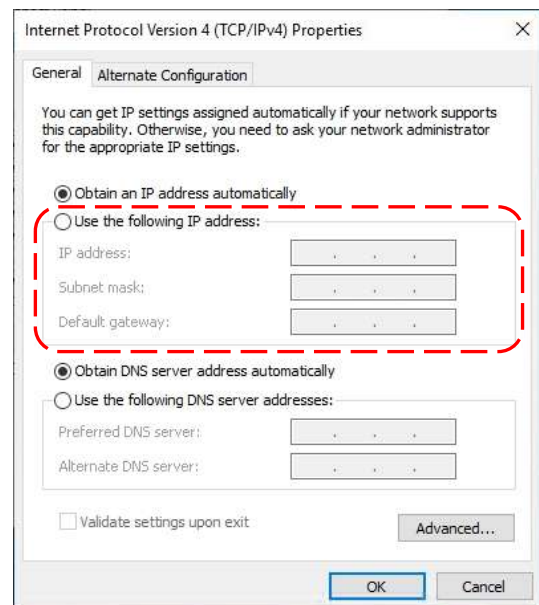 Internet Protocol Version 4 (TCP/IPv4) Properties
General Alternate Configuration
You can get IP settings assigned automatically if your network supports
this capability. Otherwise, you need to ask your network administrator
for the appropriate IP settings.
Obtain an IP address automatically
Use the following IP address:
IP address:
Subnet mask:
Default gateway:
Obtain DNS server address automatically
Use the following DNS server addresses:
Preferred DNS server:
Alternate DNS server:
Validate settings upon exit
Advanced...
OK Cancel